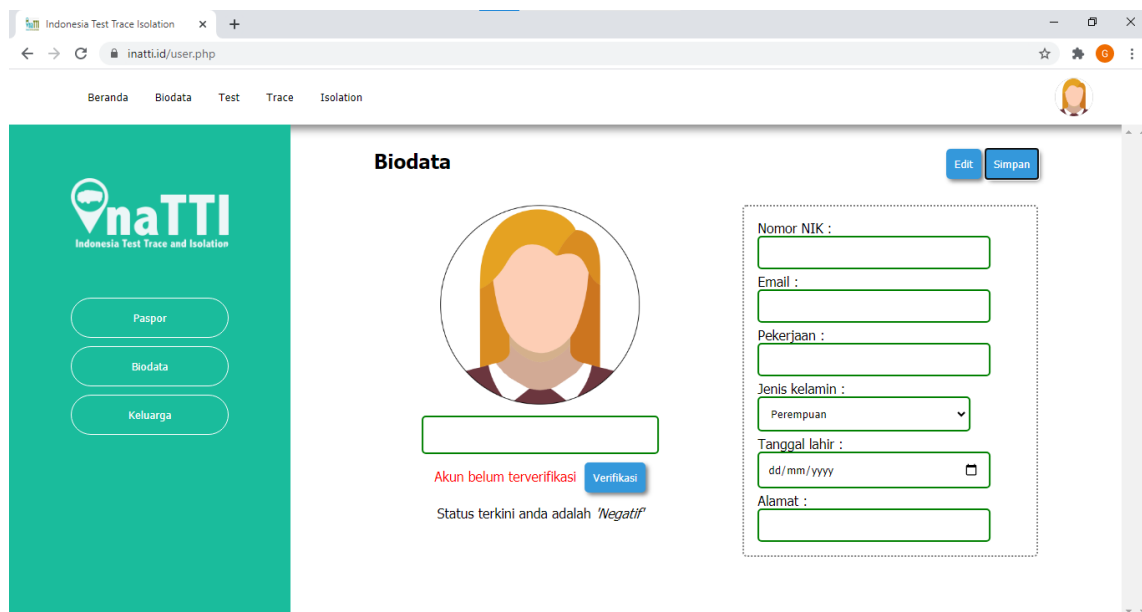 Indonesia Test Trace Isolation
inatti.id/user.php
G
Beranda Biodata Test Trace Isolation
inaTTI
Indonesia Test Trace and Isolation
Paspor
Biodata
Keluarga
Biodata
Edit Simpan
Akun belum terverifikasi Verifikasi
Status terkini anda adalah 'Negatif'
Nomor NIK :
Email :
Pekerjaan :
Jenis kelamin :
Perempuan
Tanggal lahir :
dd/mm/yyyy
Alamat :